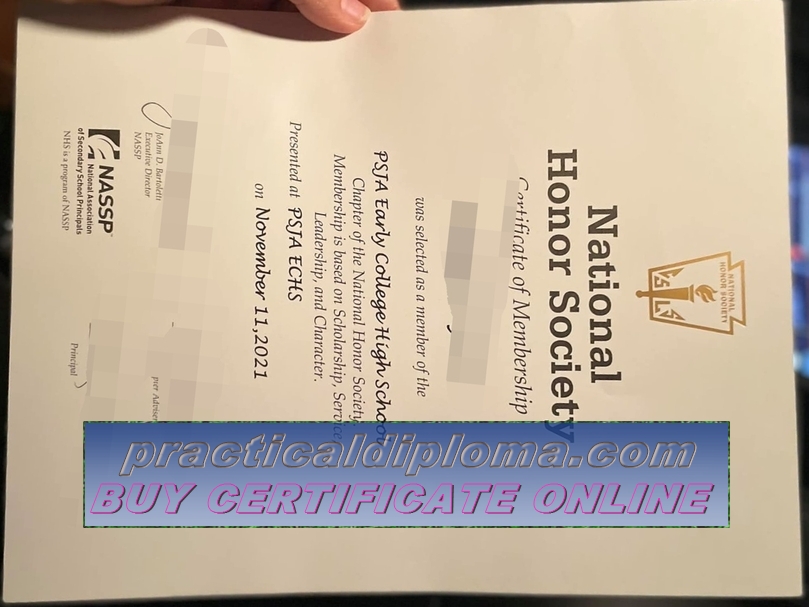 NATIONAL
HONOR SOCIETY
National
Honor Society
Certificate of Membership
was selected as a member of the
PSJA Early College High School
Chapter of the National Honor Society.
Membership is based on Scholarship, Service,
Leadership, and Character.
Presented at PSJA ECHS
on November 11,2021
JoAnn D. Bartoletti
Executive Director
NASSP
Adviser
Principal
NASSP
National Association
of Secondary School Principals
NHS is a program of NASSP
practicaldiploma.com
BUY CERTIFICATE ONLINE